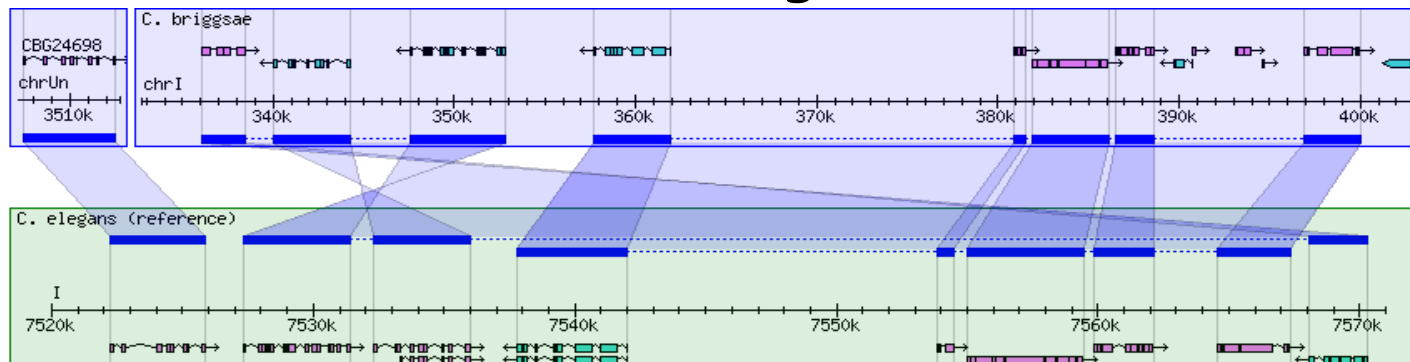 C. briggsae
CBG24698
chrUn
chrI
3510k
340k 350k 360k 370k 380k 390k 400k
C. elegans (reference)
I
7520k 7530k 7540k 7550k 7560k 7570k